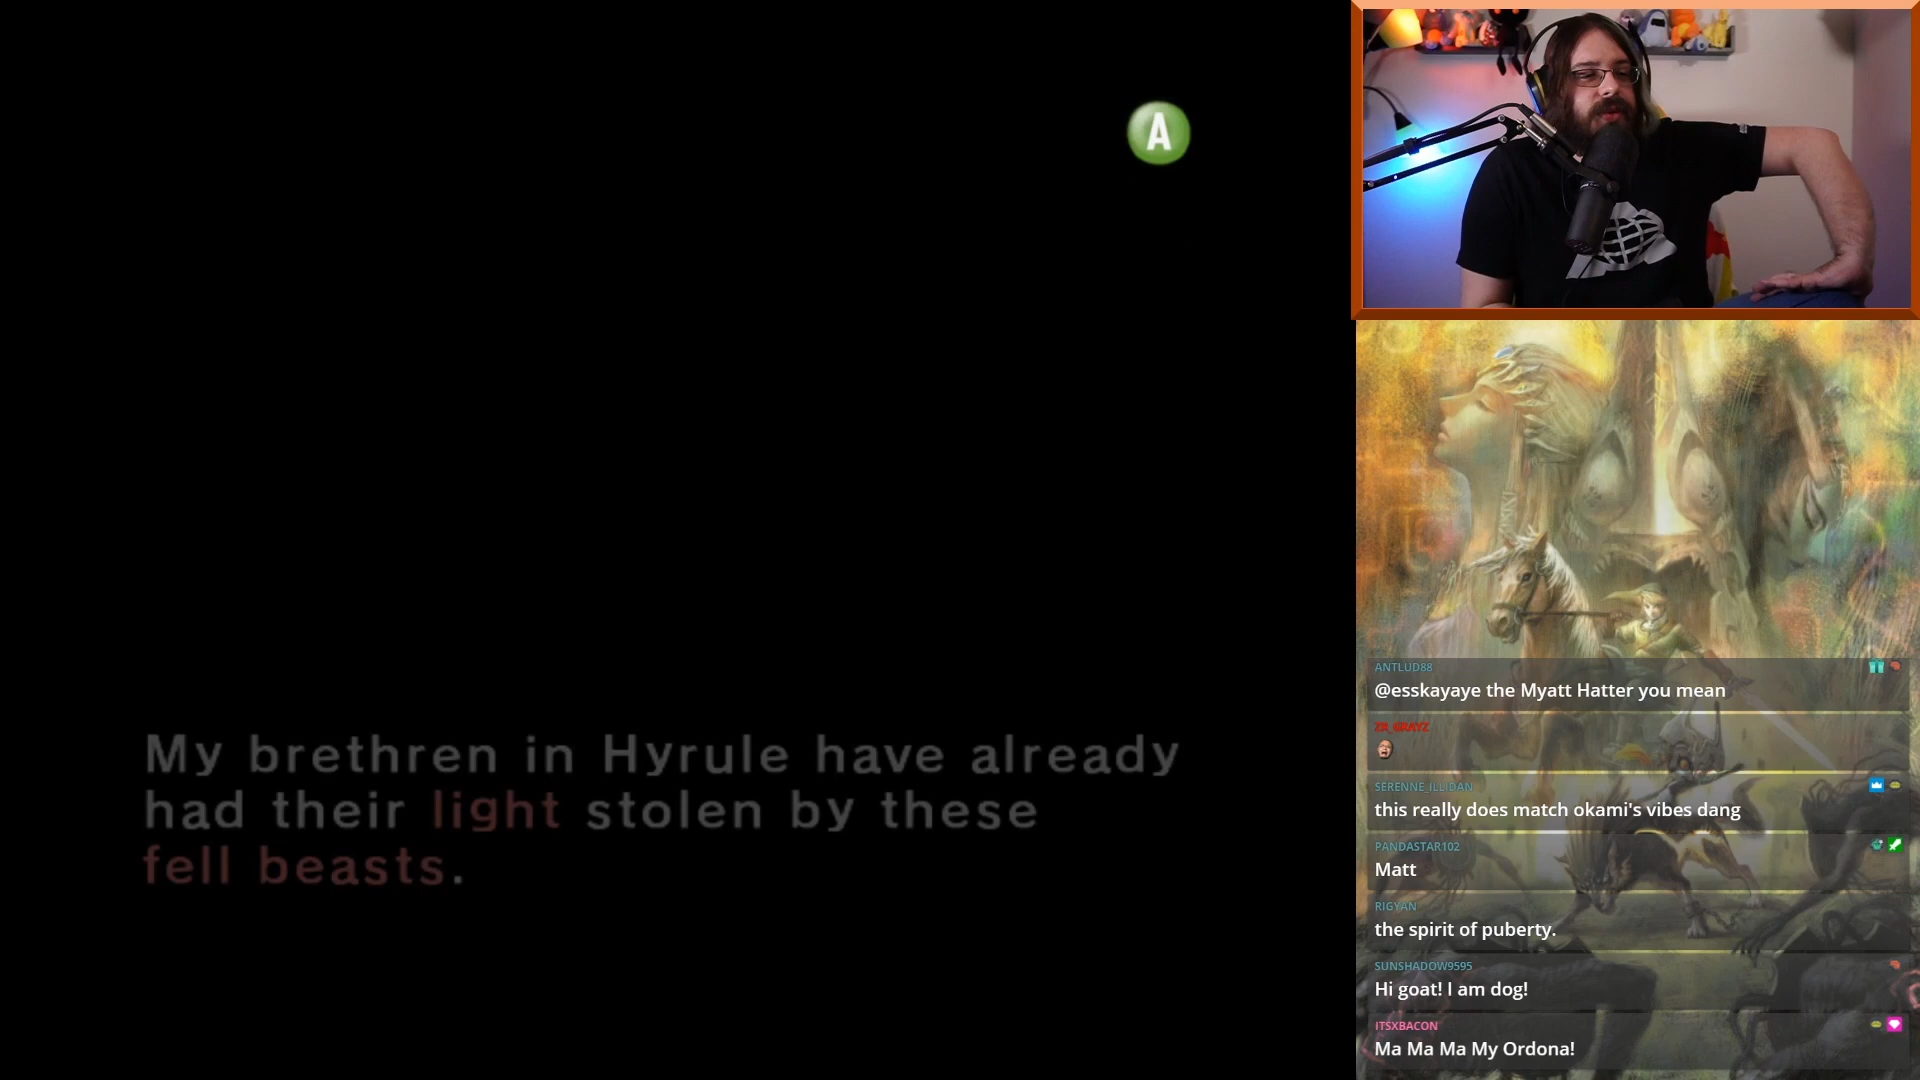 A
My brethren in Hyrule have already
had their light stolen by these
fell beasts.
ANTLUD88
@esskayaye the Myatt Hatter you mean
ZR_GRAYZ
SERENNE_ILLIDAN
this really does match okami's vibes dang
PANDASTAR102
Matt
RIGYAN
the spirit of puberty.
SUNSHADOW9595
Hi goat! I am dog!
ITSXBACON
Ma Ma Ma My Ordona!